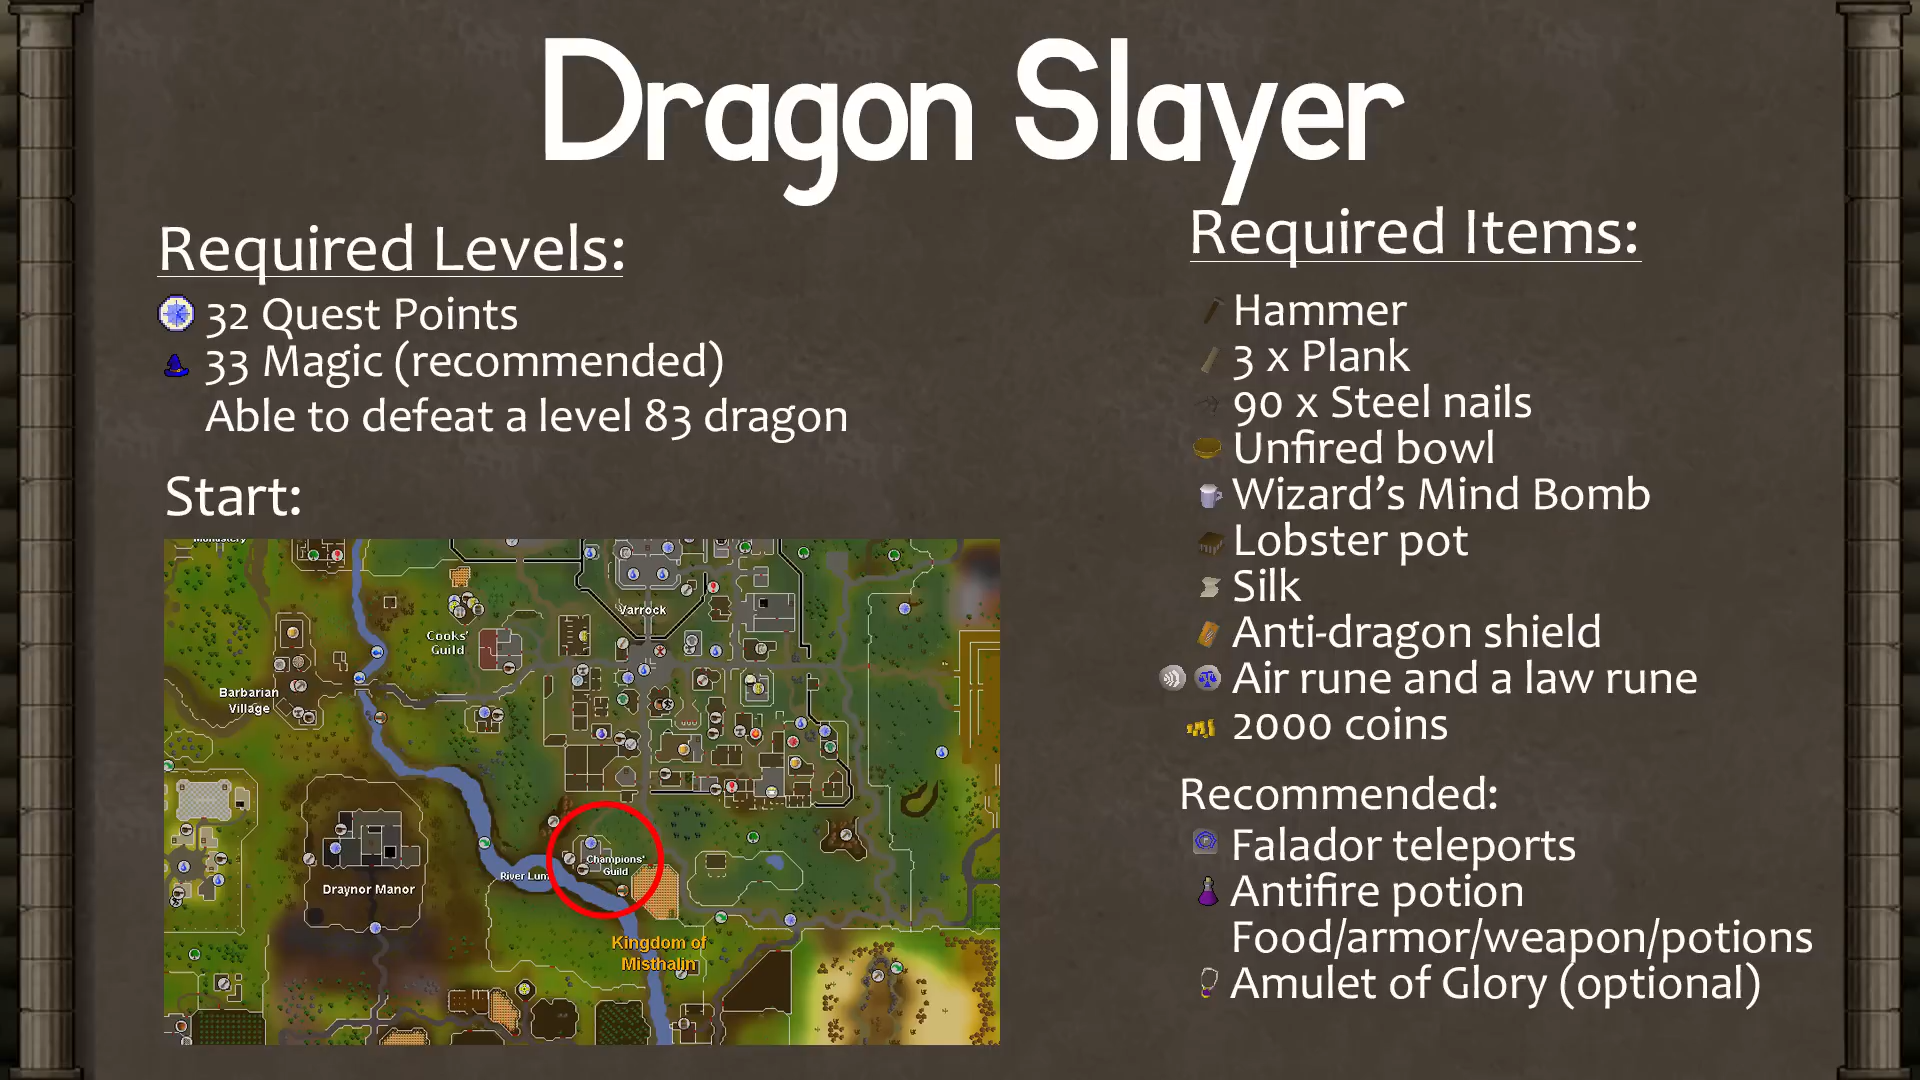 Dragon Slayer
Required Levels:
32 Quest Points
33 Magic (recommended)
Able to defeat a level 83 dragon
Start:
Monastery
Varrock
Cooks'
Guild
Barbarian
Village
Champions'
Guild
River Lum
Draynor Manor
Kingdom of
Misthalin
Required Items:
Hammer
3 x Plank
90 x Steel nails
Unfired bowl
Wizard’s Mind Bomb
Lobster pot
Silk
Anti-dragon shield
Air rune and a law rune
2000 coins
Recommended:
Falador teleports
Antifire potion
Food/armor/weapon/potions
Amulet of Glory (optional)